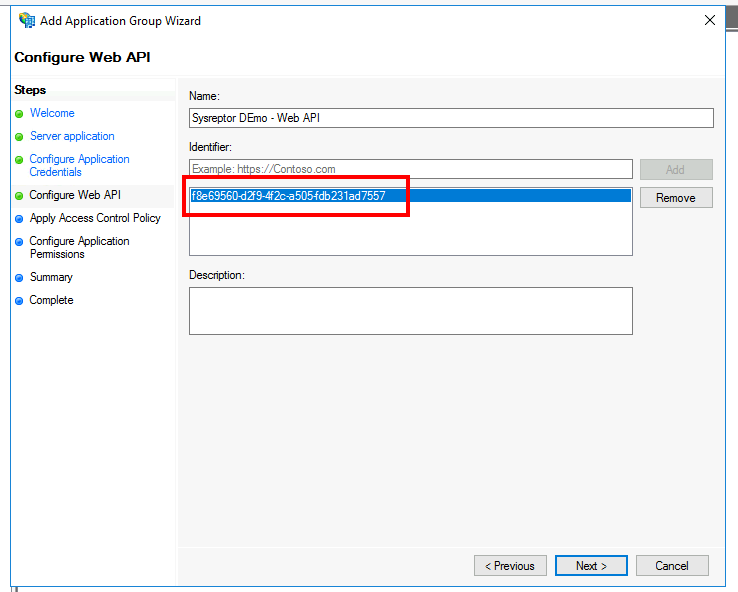 Add Application Group Wizard
Configure Web API
Steps
Welcome
Server application
Configure Application
Credentials
Configure Web API
Apply Access Control Policy
Configure Application
Permissions
Summary
Complete
Name:
Sysreptor DEmo - Web API
Identifier:
Example: https://Contoso.com
Add
f8e69560-d2f9-4f2c-a505-fdb231ad7557
Remove
Description:
< Previous
Next >
Cancel